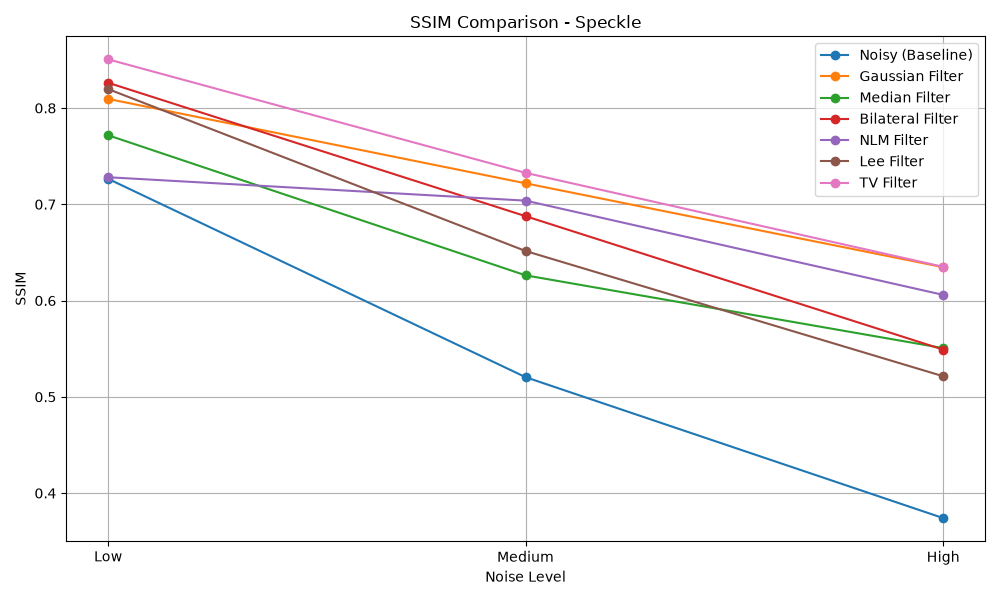 SSIM Comparison - Speckle
Noisy (Baseline)
Gaussian Filter
Median Filter
Bilateral Filter
NLM Filter
Lee Filter
TV Filter
SSIM
0.8
0.7
0.6
0.5
0.4
Low
Medium
High
Noise Level